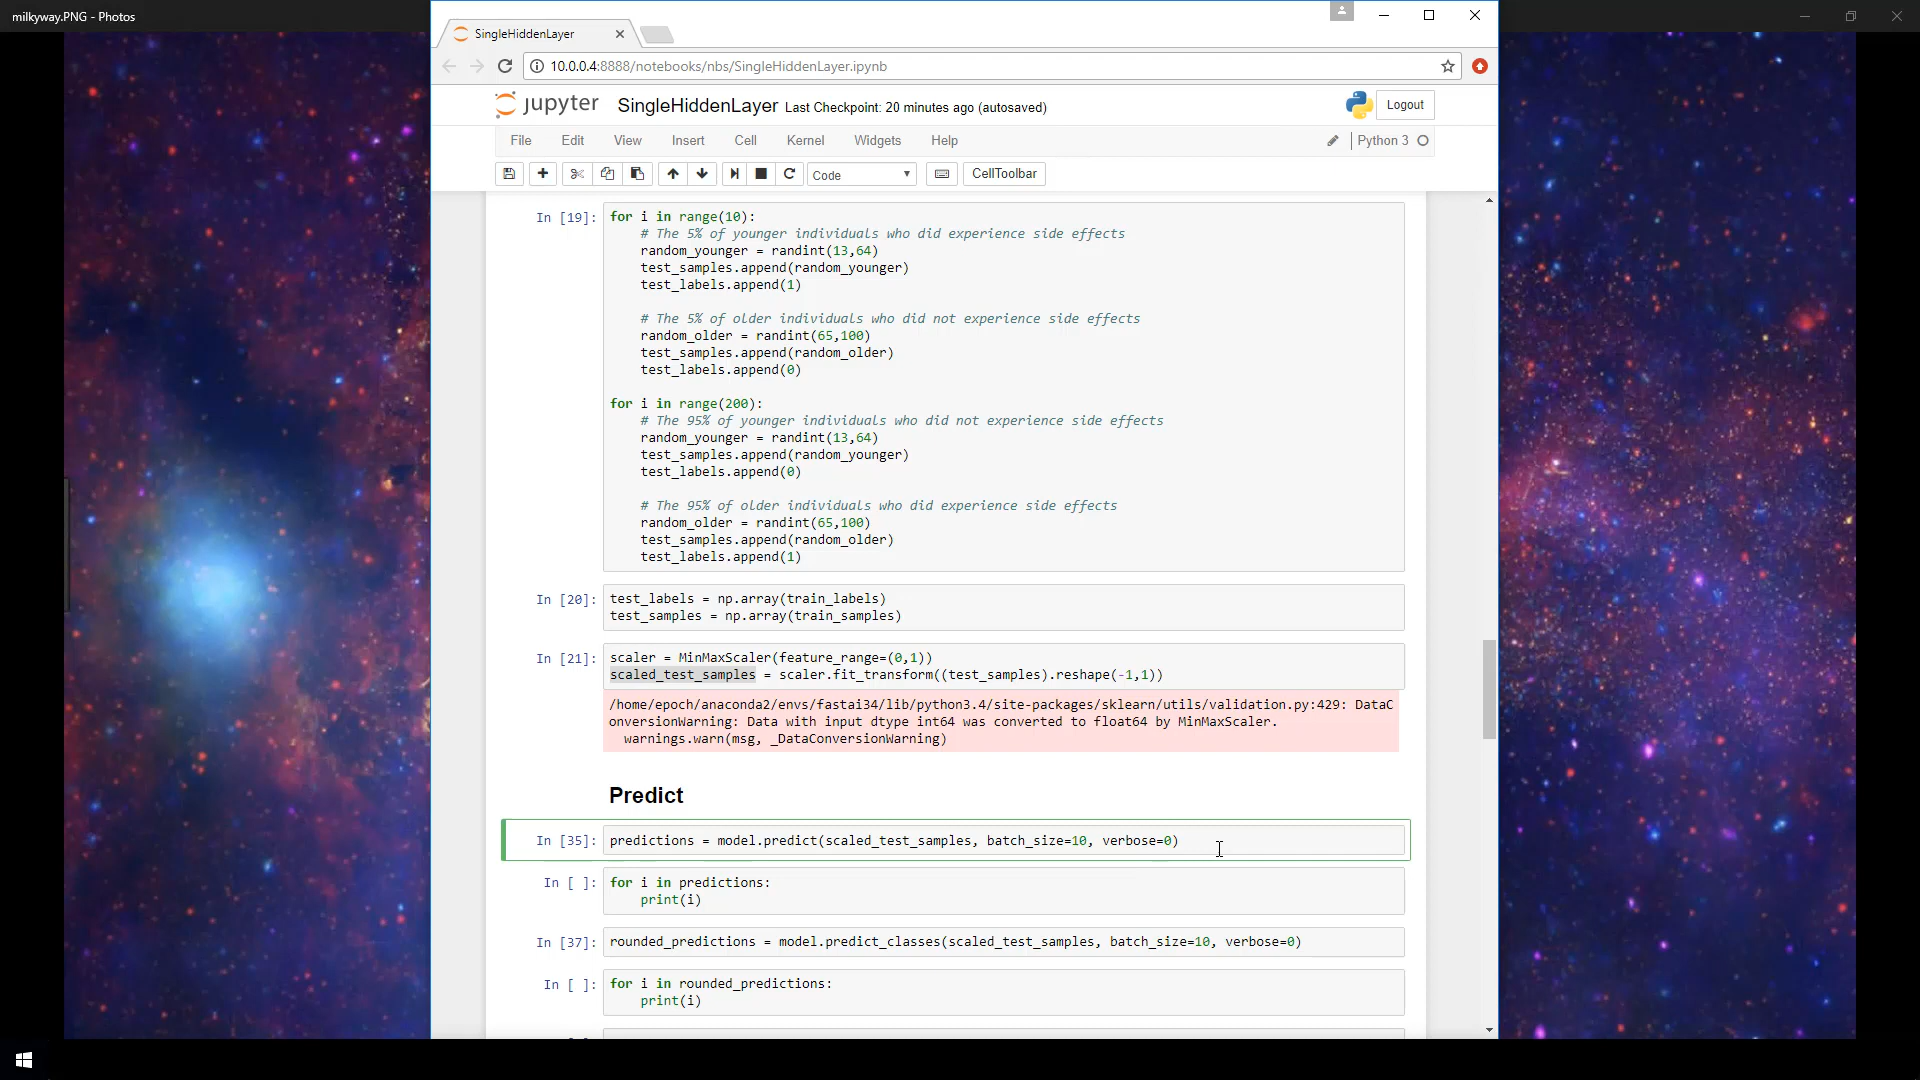 milkyway.PNG - Photos
SingleHiddenLayer
10.0.0.4:8888/notebooks/nbs/SingleHiddenLayer.ipynb
jupyter SingleHiddenLayer Last Checkpoint: 20 minutes ago (autosaved)
Logout
File Edit View Insert Cell Kernel Widgets Help
Python 3
Code
CellToolbar
In [19]: for i in range(10):
# The 5% of younger individuals who did experience side effects
random_younger = randint(13,64)
test_samples.append(random_younger)
test_labels.append(1)
# The 5% of older individuals who did not experience side effects
random_older = randint(65,100)
test_samples.append(random_older)
test_labels.append(0)
for i in range(200):
# The 95% of younger individuals who did not experience side effects
random_younger = randint(13,64)
test_samples.append(random_younger)
test_labels.append(0)
# The 95% of older individuals who did experience side effects
random_older = randint(65,100)
test_samples.append(random_older)
test_labels.append(1)
In [20]: test_labels = np.array(train_labels)
test_samples = np.array(train_samples)
In [21]: scaler = MinMaxScaler(feature_range=(0,1))
scaled_test_samples = scaler.fit_transform((test_samples).reshape(-1,1))
/home/epoch/anaconda2/envs/fastai34/lib/python3.4/site-packages/sklearn/utils/validation.py:429: DataC
onversionWarning: Data with input dtype int64 was converted to float64 by MinMaxScaler.
warnings.warn(msg, _DataConversionWarning)
Predict
In [35]: predictions = model.predict(scaled_test_samples, batch_size=10, verbose=0)
In [ ]: for i in predictions:
print(i)
In [37]: rounded_predictions = model.predict_classes(scaled_test_samples, batch_size=10, verbose=0)
In [ ]: for i in rounded_predictions:
print(i)